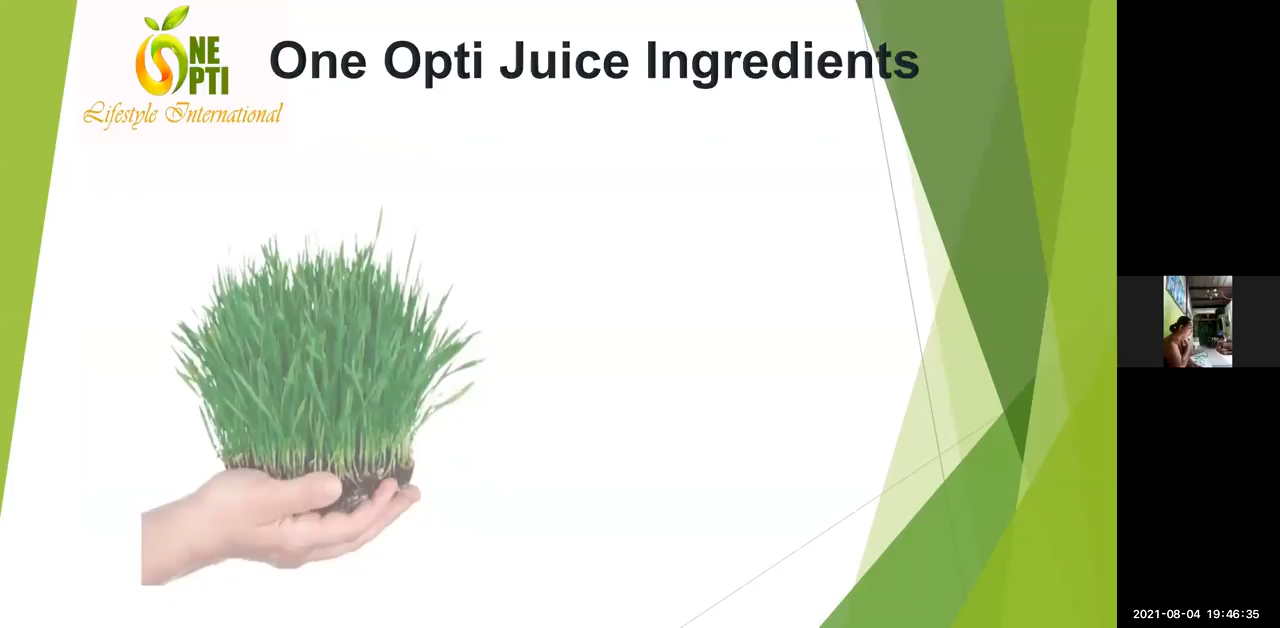 One Opti Juice Ingredients
ONE
OPTI
Lifestyle International
2021-08-04 19:46:35